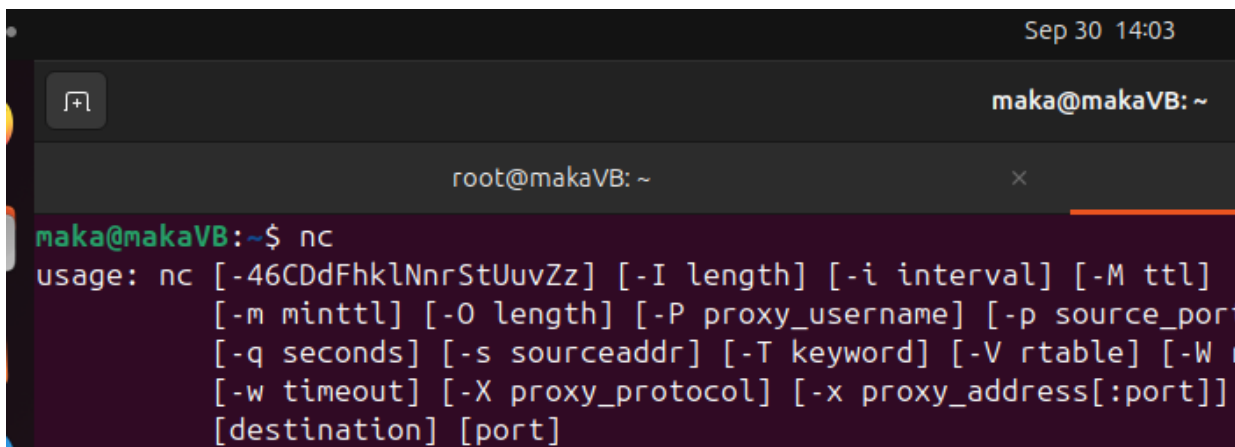 Sep 30 14:03
maka@makaVB: ~
root@makaVB: ~
maka@makaVB:~$ nc
usage: nc [-46CDdFhklNnrStUuvZz] [-I length] [-i interval] [-M ttl]
[-m minttl] [-O length] [-P proxy_username] [-p source_por
[-q seconds] [-s sourceaddr] [-T keyword] [-V rtable] [-W
[-w timeout] [-X proxy_protocol] [-x proxy_address[:port]]
[destination] [port]